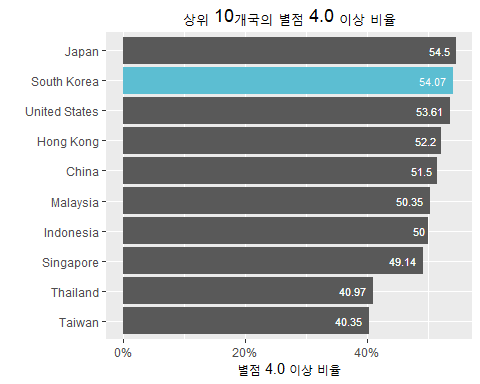 상위 10개국의 별점 4.0 이상 비율
Japan 54.5
South Korea 54.07
United States 53.61
Hong Kong 52.2
China 51.5
Malaysia 50.35
Indonesia 50
Singapore 49.14
Thailand 40.97
Taiwan 40.35
0% 20% 40%
별점 4.0 이상 비율